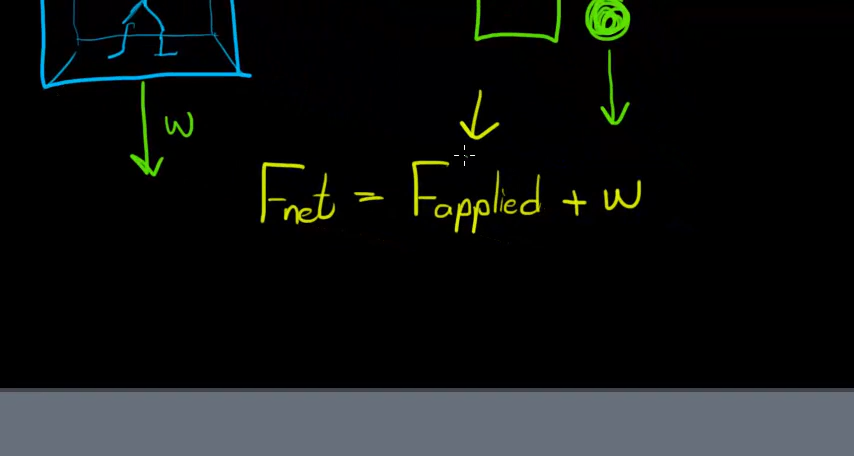 w
Fnet = Fapplied + w